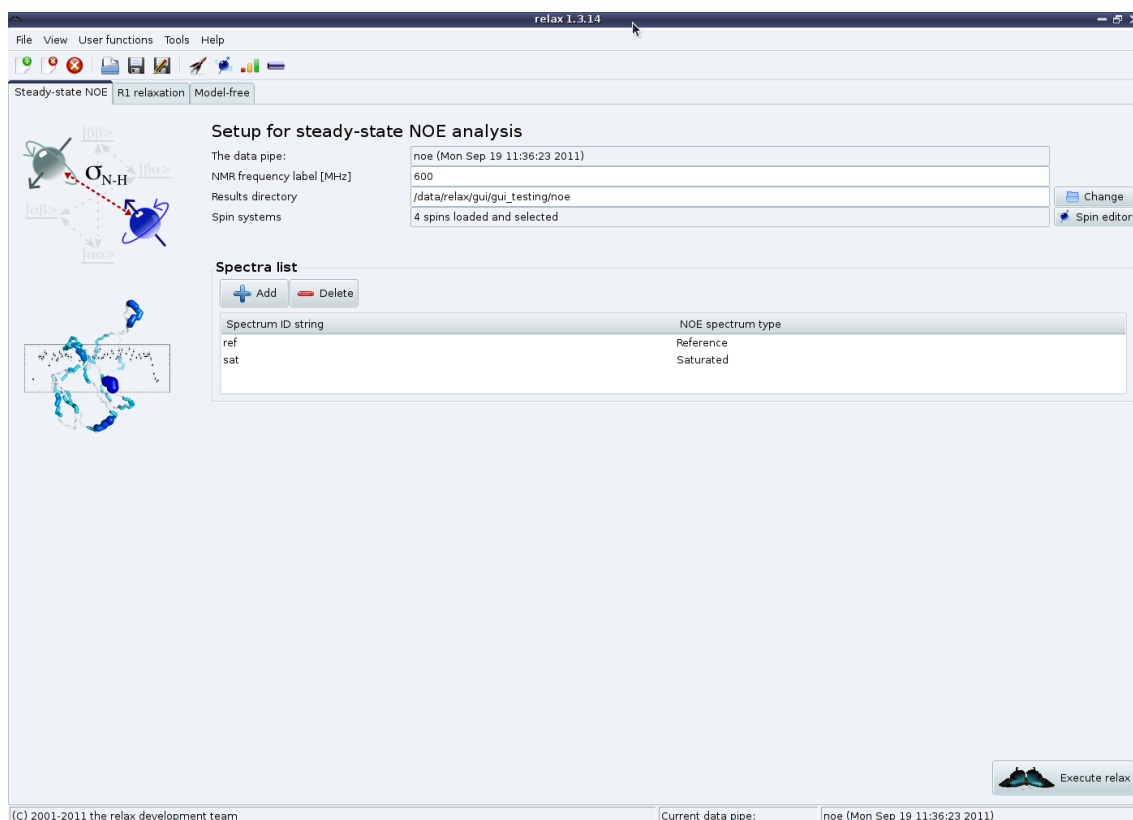 relax 1.3.14
File View User functions Tools Help
Steady-state NOE R1 relaxation Model-free
Setup for steady-state NOE analysis
The data pipe: noe (Mon Sep 19 11:36:23 2011)
NMR frequency label [MHz] 600
Results directory /data/relax/gui/gui_testing/noe Change
Spin systems 4 spins loaded and selected Spin editor
|ββ>
σN-H |βα>
|αβ>
|αα>
Spectra list
Add Delete
Spectrum ID string NOE spectrum type
ref Reference
sat Saturated
Execute relax
(C) 2001-2011 the relax development team Current data pipe: noe (Mon Sep 19 11:36:23 2011)